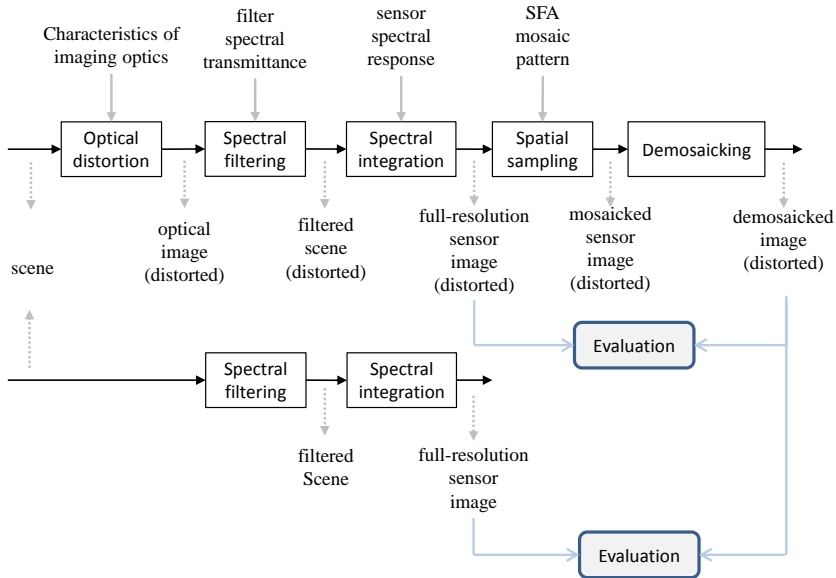 Characteristics of
imaging optics
filter
spectral
transmittance
sensor
spectral
response
SFA
mosaic
pattern
Optical
distortion
Spectral
filtering
Spectral
integration
Spatial
sampling
Demosaicking
scene
optical
image
(distorted)
filtered
scene
(distorted)
full-resolution
sensor
image
(distorted)
mosaicked
sensor
image
(distorted)
demosaicked
image
(distorted)
Evaluation
Spectral
filtering
Spectral
integration
filtered
Scene
full-resolution
sensor
image
Evaluation